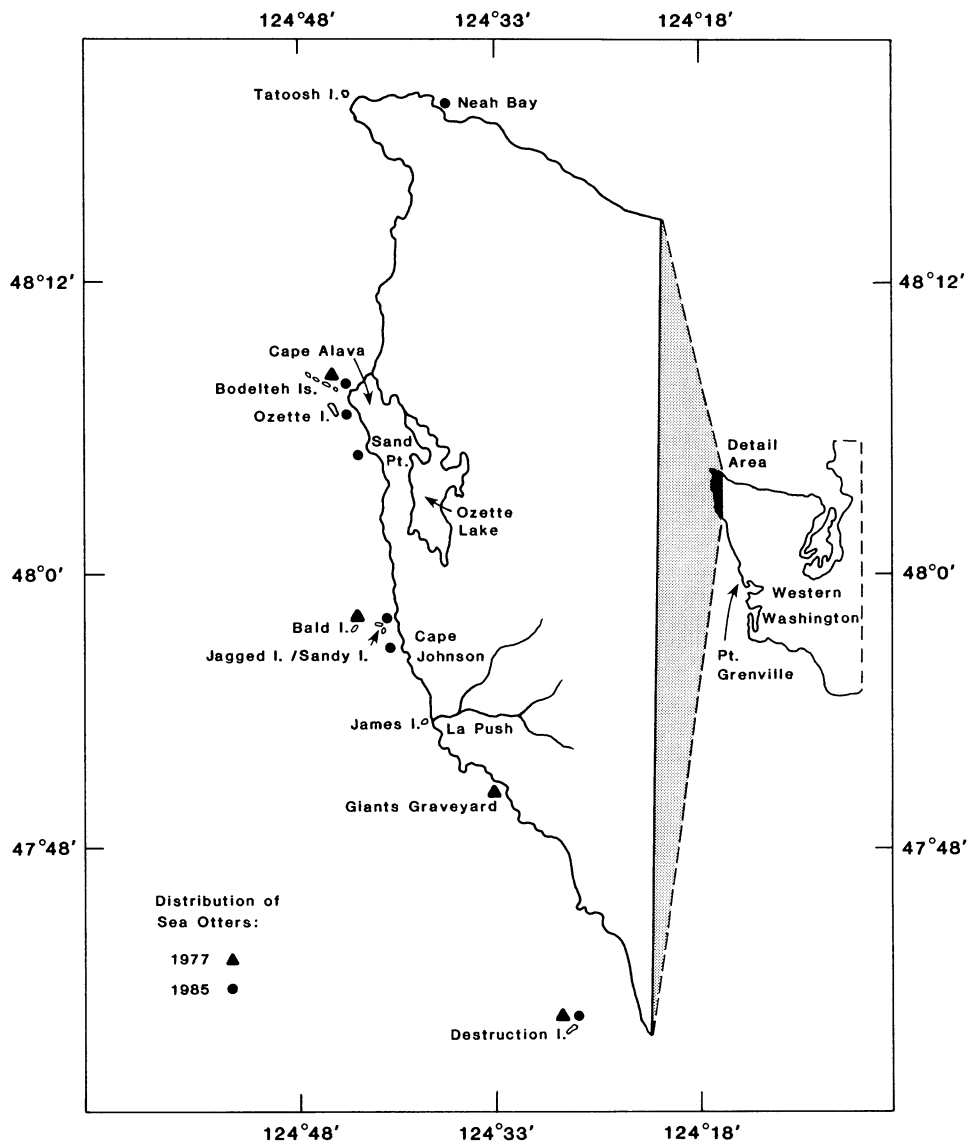 124°48′ 124°33′ 124°18′
Tatoosh I.
Neah Bay
48°12′ 48°12′
Cape Alava
Bodelteh Is.
Ozette I.
Sand
Pt.
Detail
Area
Ozette
Lake
48°0′ 48°0′
Western
Washington
Bald I.
Cape
Johnson
Jagged I. /Sandy I.
Pt.
Grenville
James I.
La Push
Giants Graveyard
47°48′ 47°48′
Distribution of
Sea Otters:
1977
1985
Destruction I.
124°48′ 124°33′ 124°18′